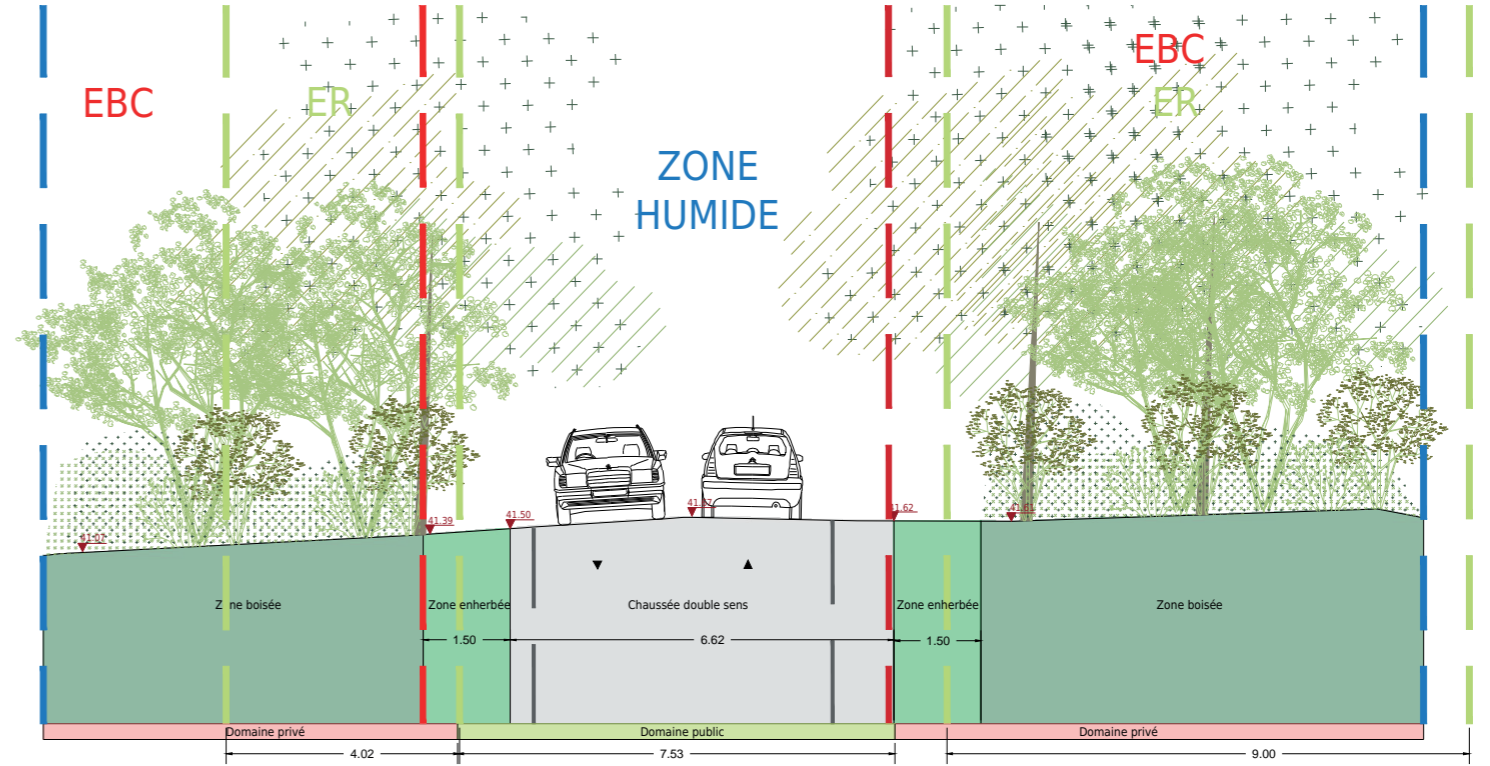 EBC
EBC
ER
ER
ZONE
HUMIDE
41.07
41.39
41.50
41.62
Zone boisée
Zone enherbée
Chaussée double sens
Zone enherbée
Zone boisée
1.50
6.62
1.50
Domaine privé
Domaine public
Domaine privé
4.02
7.53
9.00